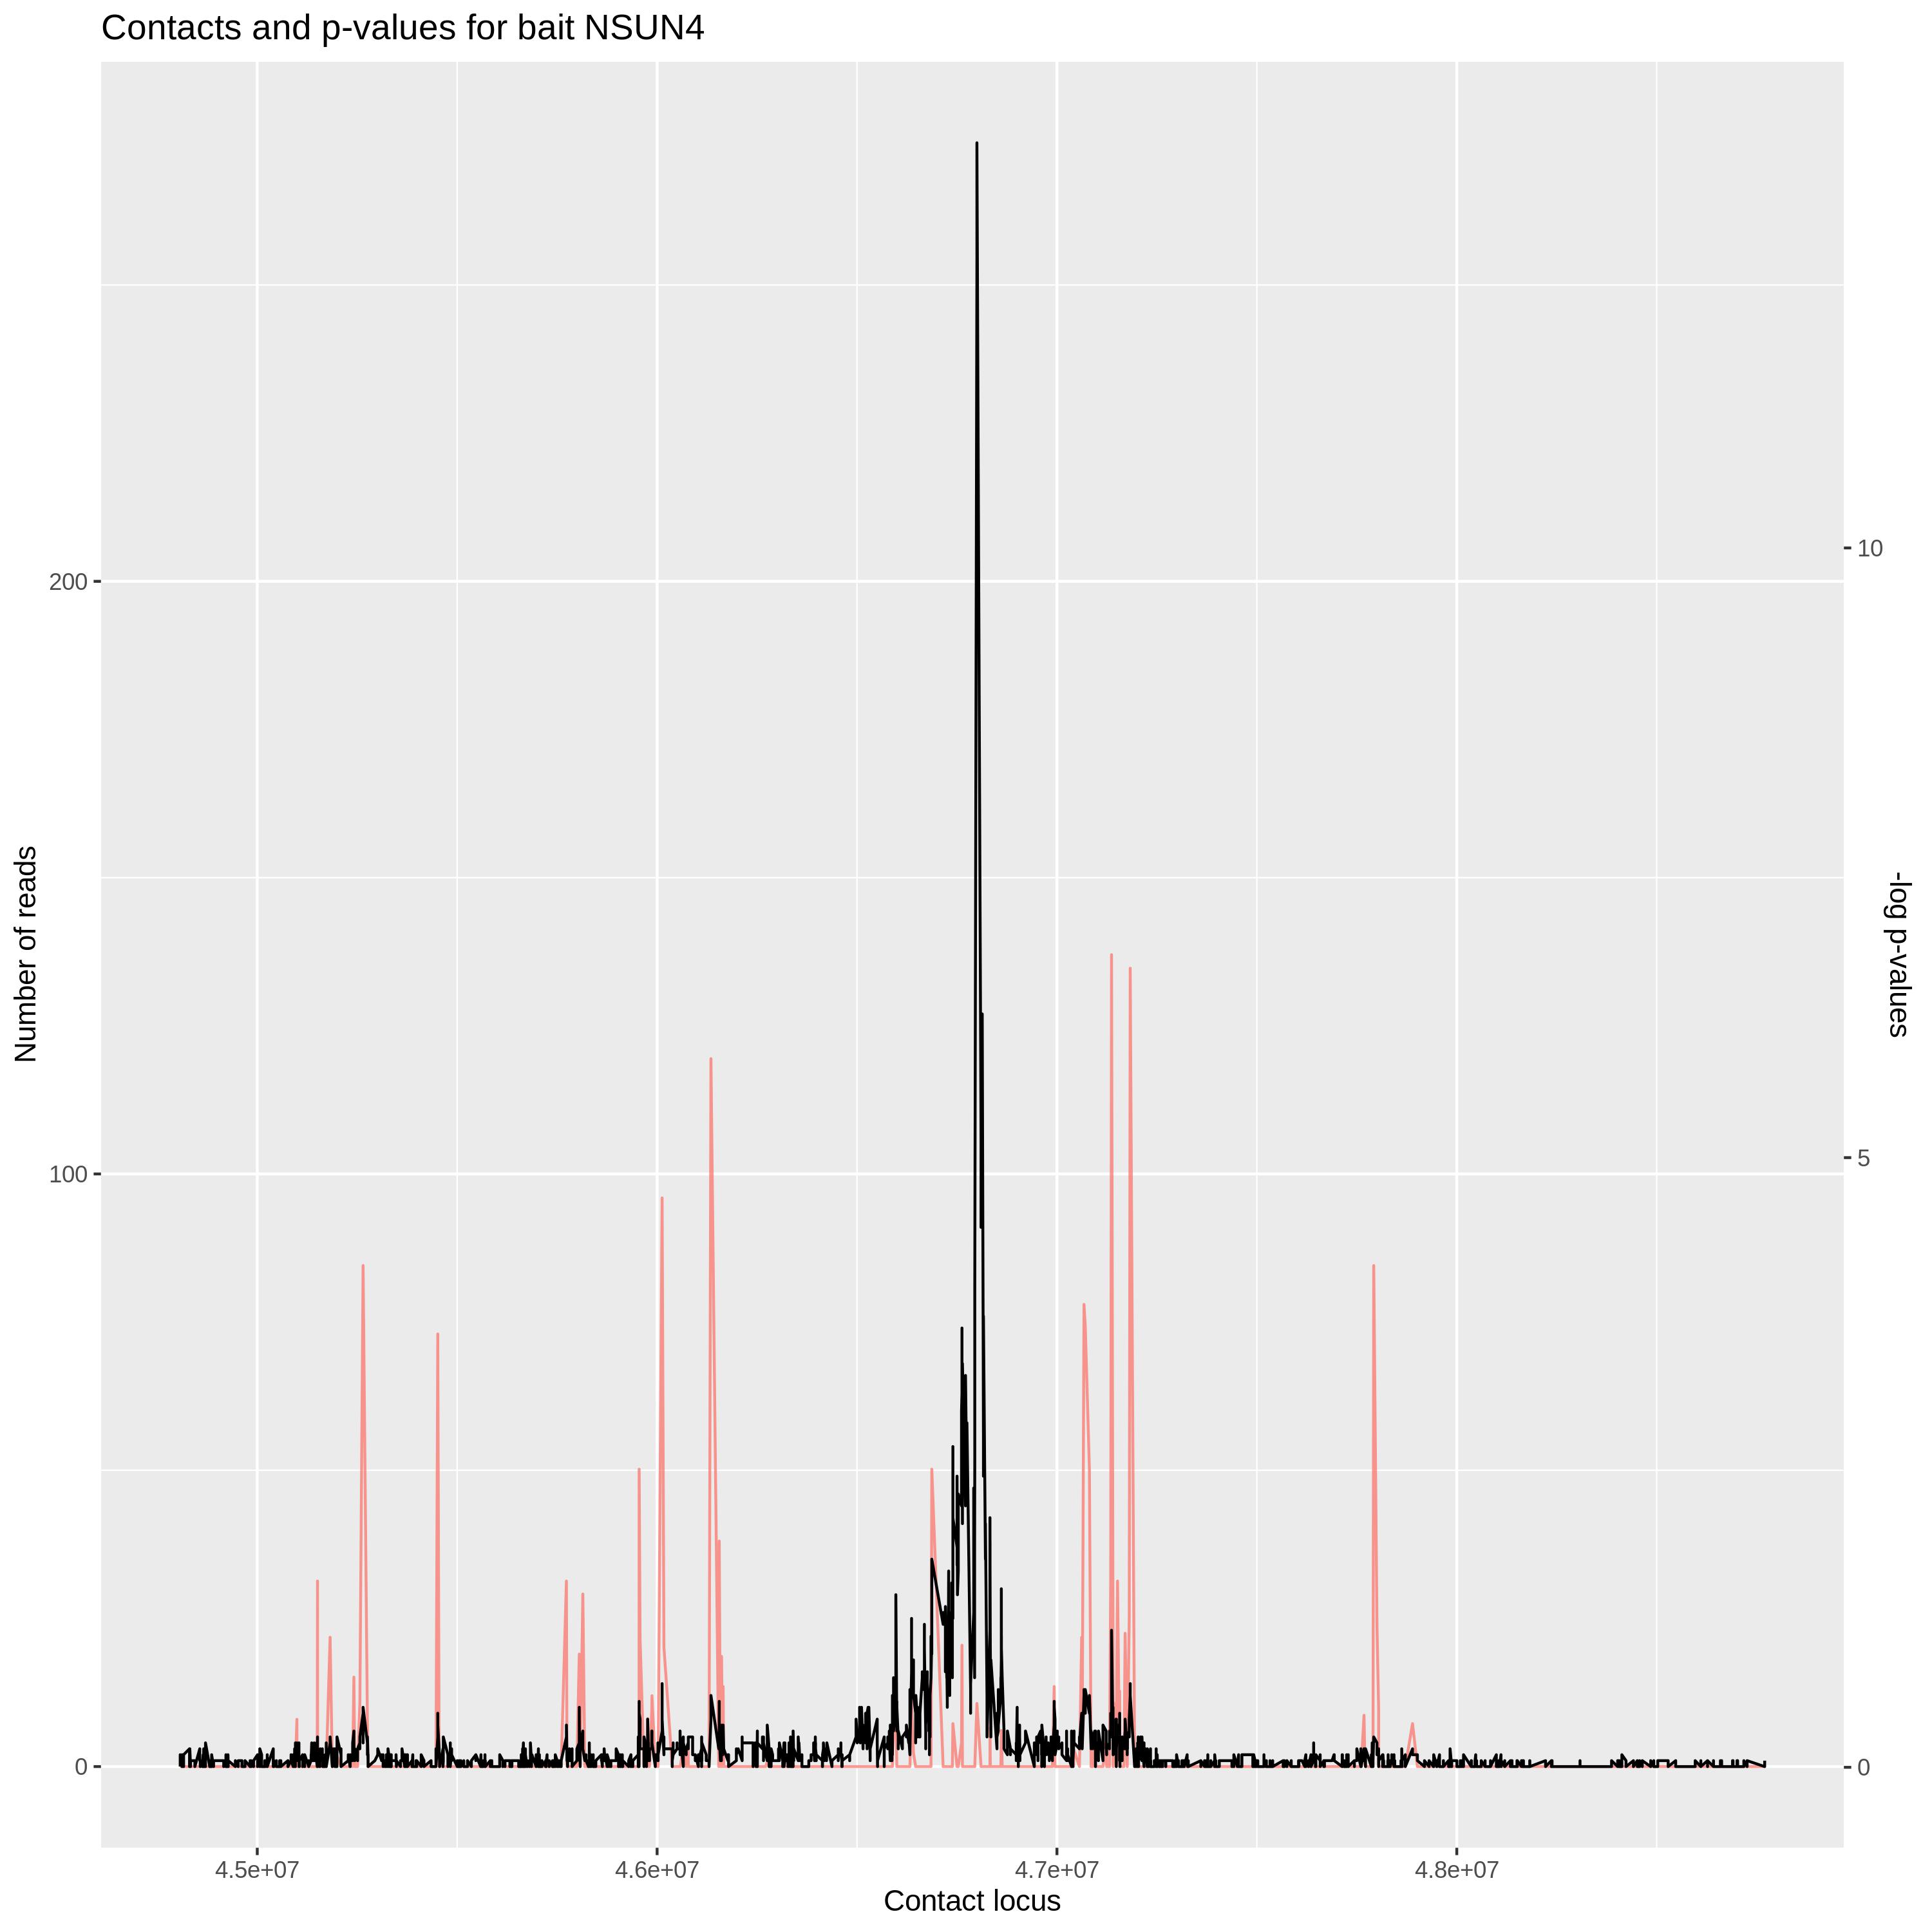 Contacts and p-values for bait NSUN4
Number of reads
200
100
0
10
5
0
-log p-values
4.5e+07
4.6e+07
4.7e+07
4.8e+07
Contact locus